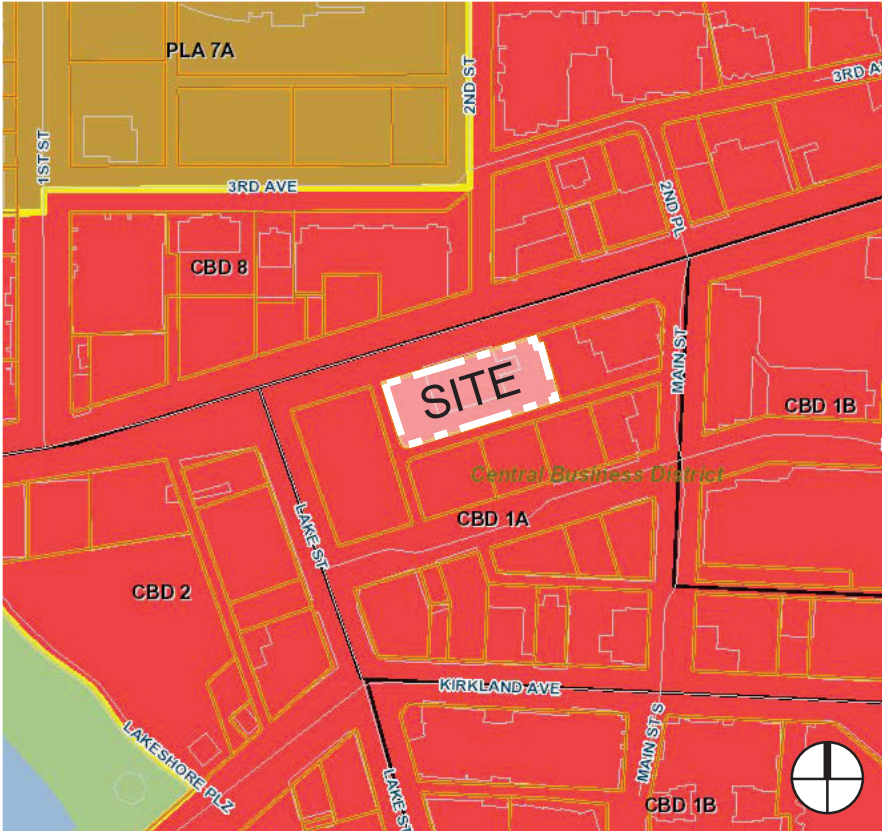 PLA 7A
2ND ST
3RD AV
1ST ST
3RD AVE
2ND PL
CBD 8
MAIN ST
SITE
CBD 1B
Central Business District
CBD 1A
LAKE ST
CBD 2
KIRKLAND AVE
LAKESHORE PLZ
MAIN ST S
LAKE ST
CBD 1B